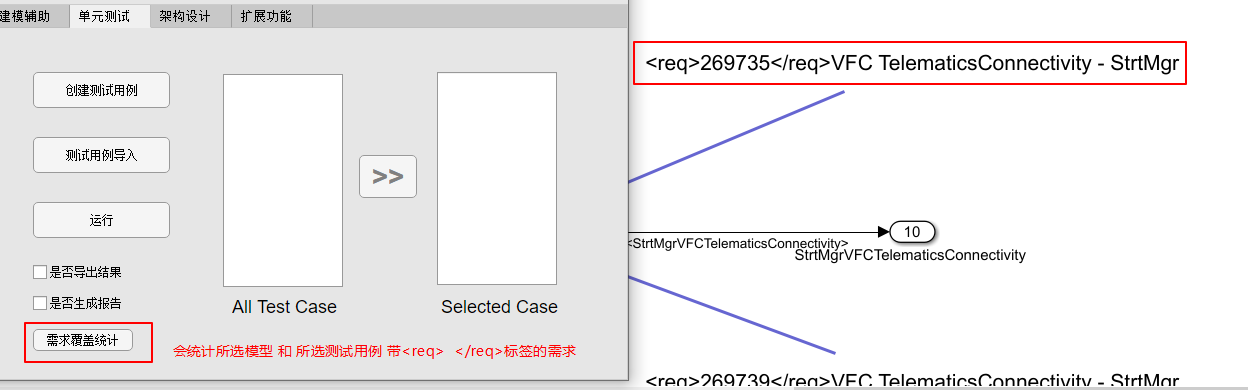 建模辅助 单元测试 架构设计 扩展功能
创建测试用例
测试用例导入
>>
运行
是否导出结果
是否生成报告
All Test Case
Selected Case
需求覆盖统计
会统计所选模型 和 所选测试用例 带<req> </req>标签的需求
<req>269735</req>VFC TelematicsConnectivity - StrtMgr
10
<StrtMgrVFCTelematicsConnectivity>
StrtMgrVFCTelematicsConnectivity
<req>269739</req>VFC TelematicsConnectivity - StrtMgr